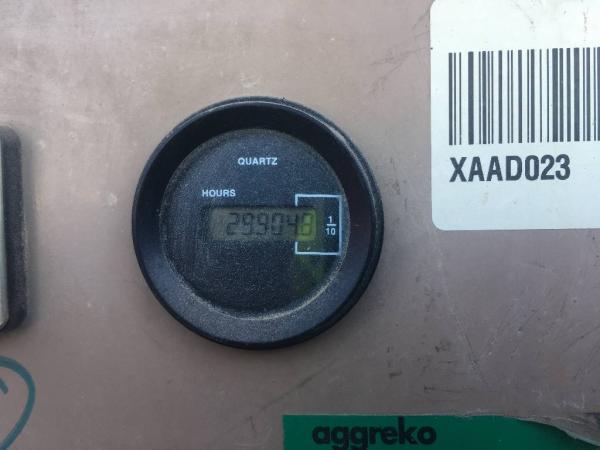 QUARTZ
HOURS
299048
1
10
XAAD023
aggreko